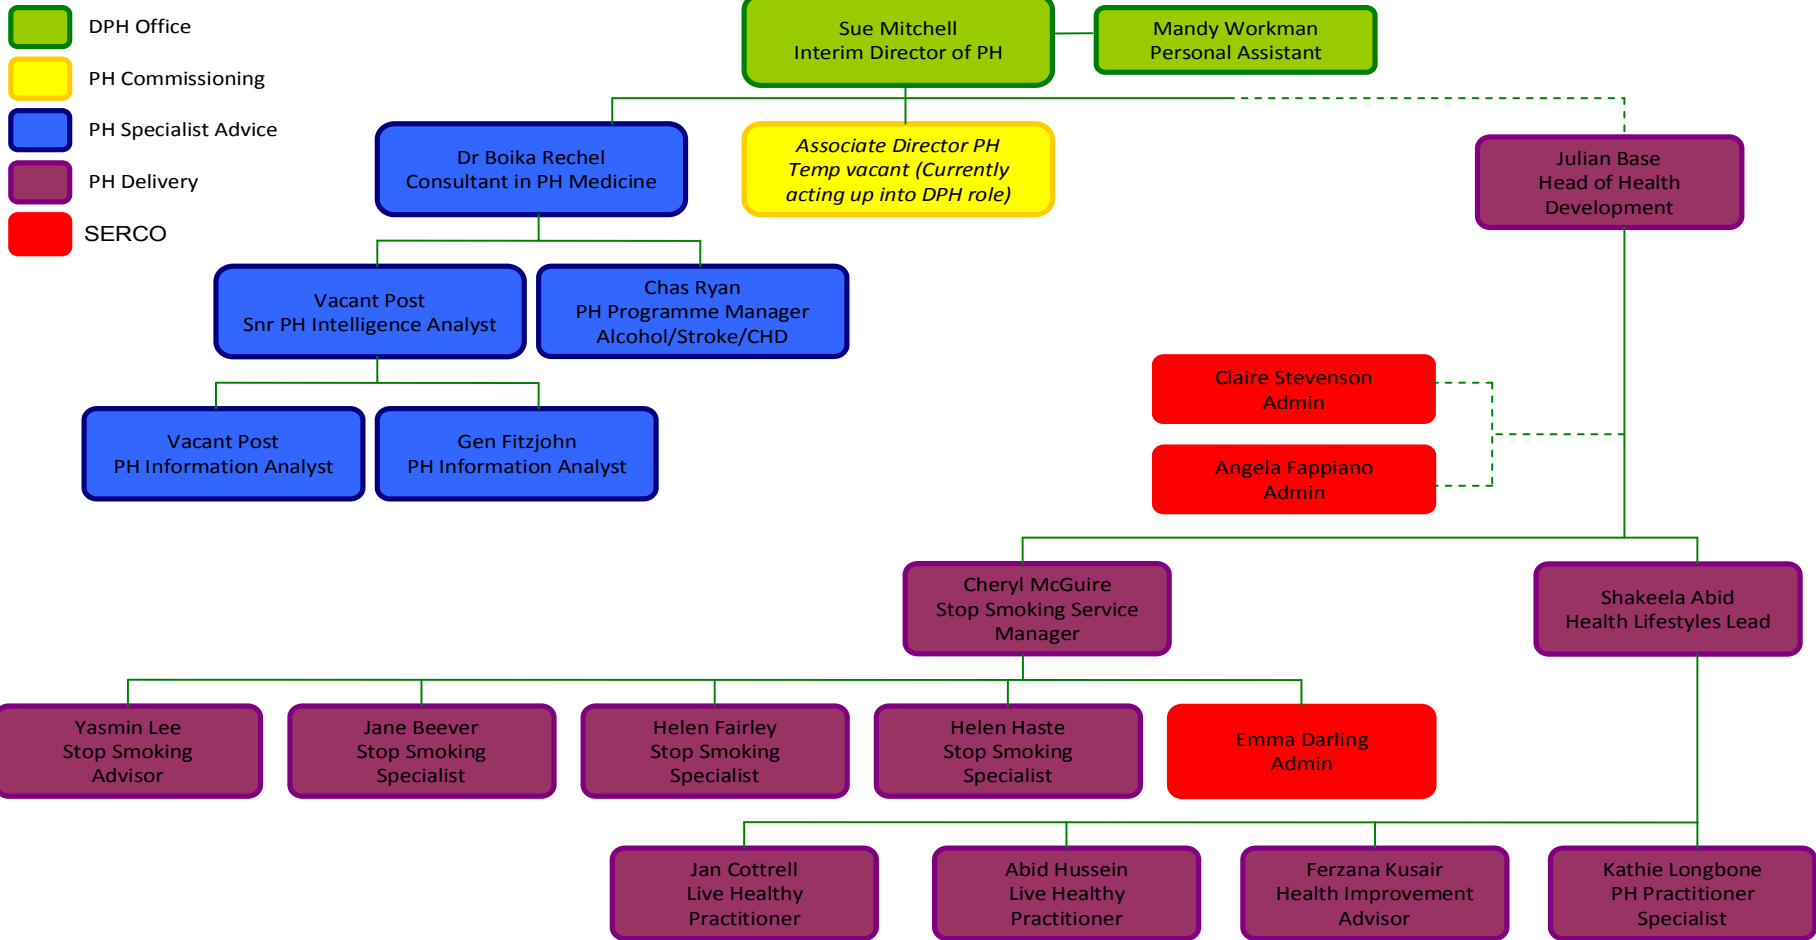 DPH Office
PH Commissioning
PH Specialist Advice
PH Delivery
SERCO
Sue Mitchell
Interim Director of PH
Mandy Workman
Personal Assistant
Dr Boika Rechel
Consultant in PH Medicine
Associate Director PH
Temp vacant (Currently
acting up into DPH role)
Julian Base
Head of Health
Development
Vacant Post
Snr PH Intelligence Analyst
Chas Ryan
PH Programme Manager
Alcohol/Stroke/CHD
Claire Stevenson
Admin
Vacant Post
PH Information Analyst
Gen Fitzjohn
PH Information Analyst
Angela Fappiano
Admin
Cheryl McGuire
Stop Smoking Service
Manager
Shakeela Abid
Health Lifestyles Lead
Yasmin Lee
Stop Smoking
Advisor
Jane Beever
Stop Smoking
Specialist
Helen Fairley
Stop Smoking
Specialist
Helen Haste
Stop Smoking
Specialist
Emma Darling
Admin
Jan Cottrell
Live Healthy
Practitioner
Abid Hussein
Live Healthy
Practitioner
Ferzana Kusair
Health Improvement
Advisor
Kathie Longbone
PH Practitioner
Specialist